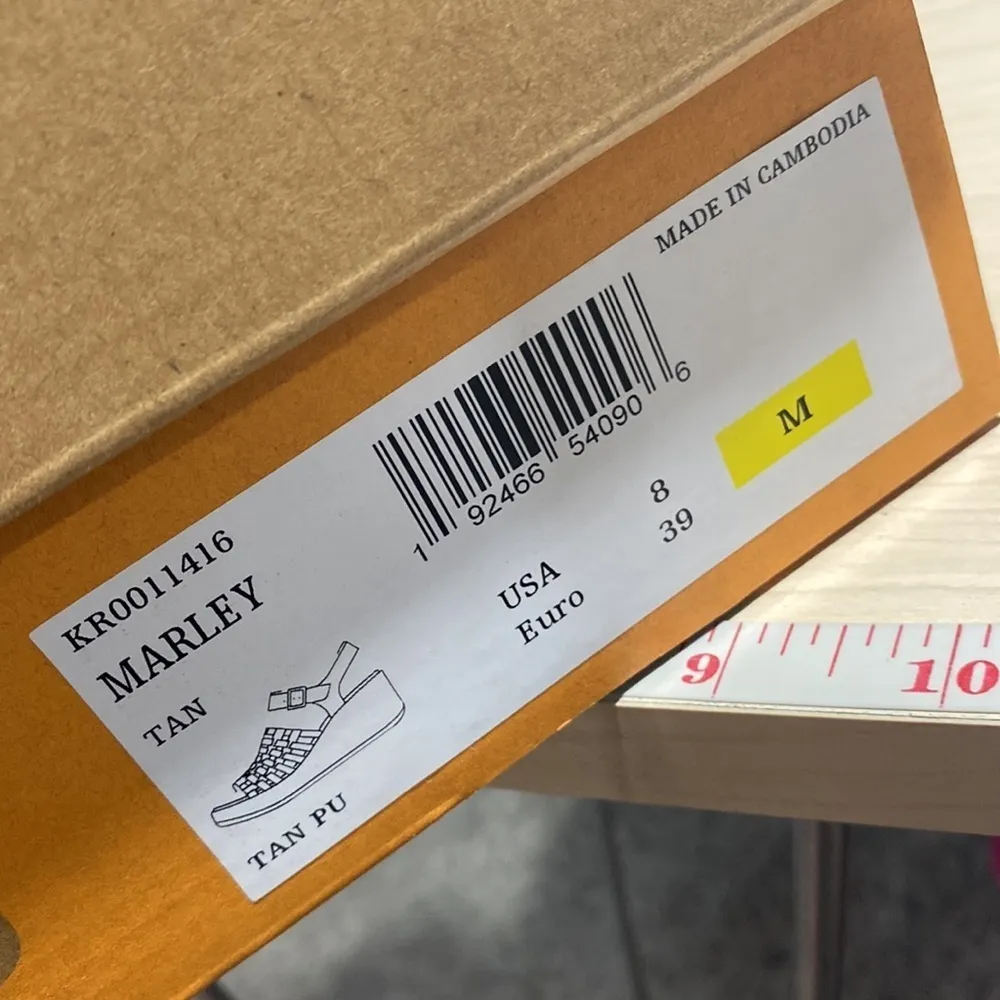 MADE IN CAMBODIA
1 92466 54090 6
M
KR0011416
MARLEY
TAN
USA 8
Euro 39
TAN PU
9 10